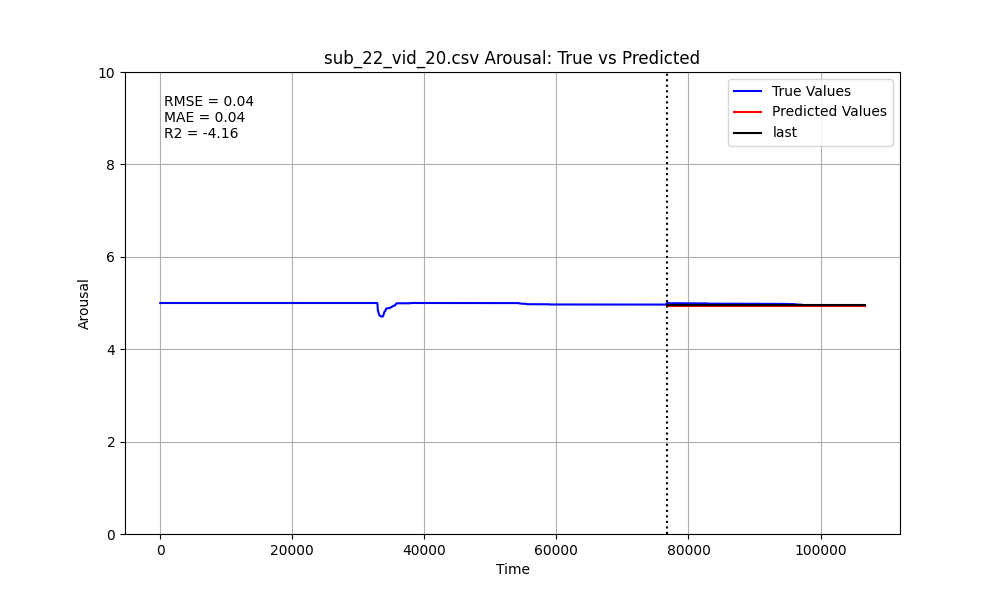 sub_22_vid_20.csv Arousal: True vs Predicted
RMSE = 0.04
MAE = 0.04
R2 = -4.16
True Values
Predicted Values
last
10
8
6
4
2
0
Arousal
0
20000
40000
60000
80000
100000
Time